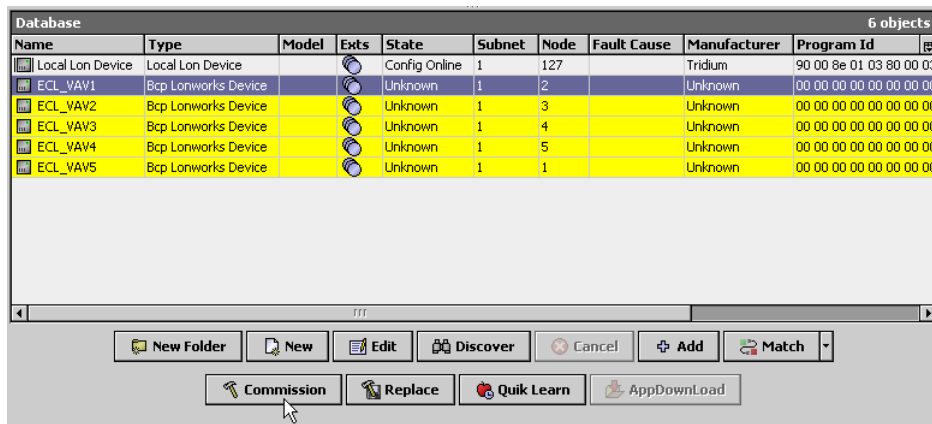 Database 6 objects
Name Type Model Exts State Subnet Node Fault Cause Manufacturer Program Id
Local Lon Device Local Lon Device Config Online 1 127 Tridium 90 00 8e 01 03 80 00 03
ECL_VAV1 Bcp Lonworks Device Unknown 1 2 Unknown 00 00 00 00 00 00 00
ECL_VAV2 Bcp Lonworks Device Unknown 1 3 Unknown 00 00 00 00 00 00 00
ECL_VAV3 Bcp Lonworks Device Unknown 1 4 Unknown 00 00 00 00 00 00 00
ECL_VAV4 Bcp Lonworks Device Unknown 1 5 Unknown 00 00 00 00 00 00 00
ECL_VAV5 Bcp Lonworks Device Unknown 1 1 Unknown 00 00 00 00 00 00 00
New Folder New Edit Discover Cancel Add Match
Commission Replace Quik Learn AppDownLoad